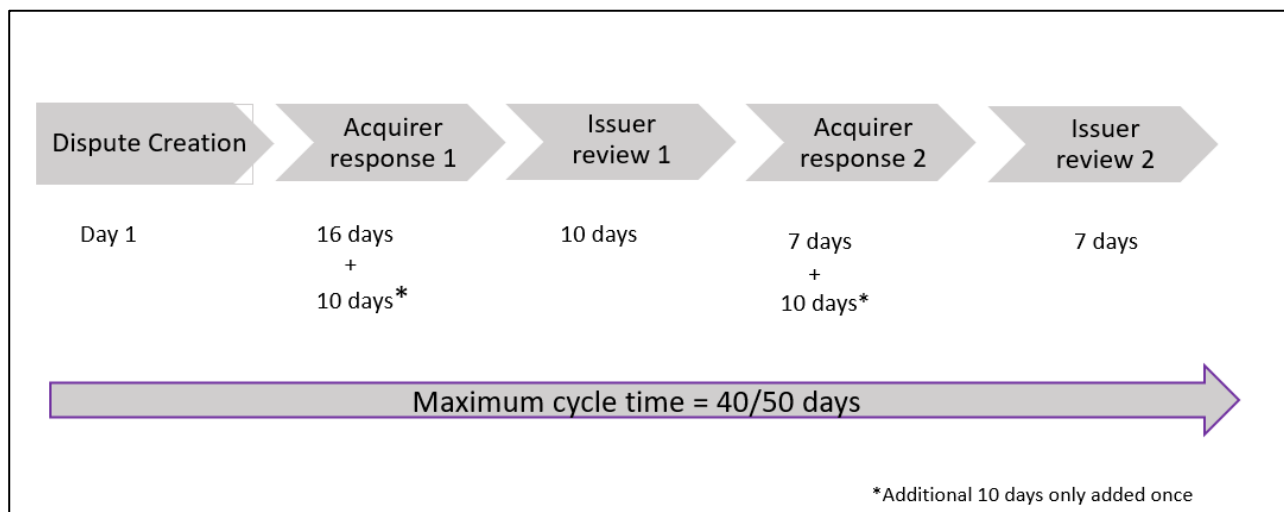 Dispute Creation
Acquirer
response 1
Issuer
review 1
Acquirer
response 2
Issuer
review 2
Day 1
16 days
+
10 days*
10 days
7 days
+
10 days*
7 days
Maximum cycle time = 40/50 days
*Additional 10 days only added once